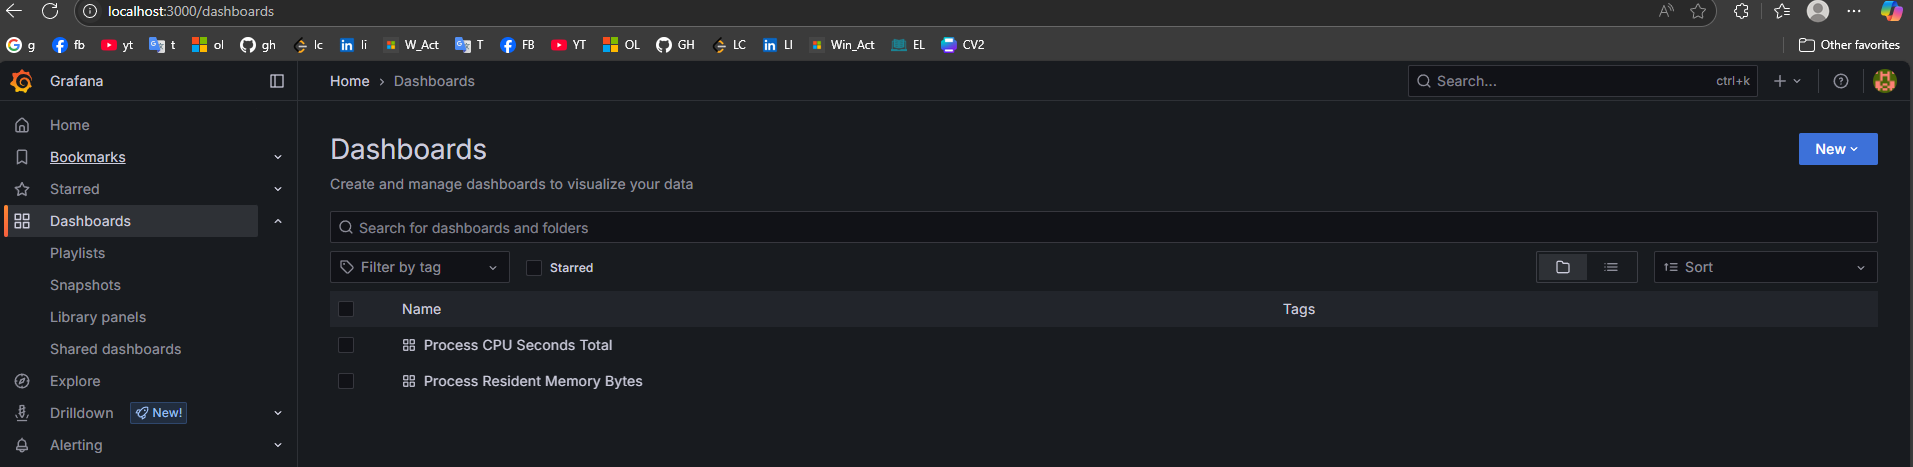 localhost:3000/dashboards
g fb yt t ol gh lc li W_Act T FB YT OL GH LC LI Win_Act EL CV2 Other favorites
Grafana
Home › Dashboards
Search... ctrl+k
Home
Bookmarks
Starred
Dashboards
Playlists
Snapshots
Library panels
Shared dashboards
Explore
Drilldown New!
Alerting
Dashboards
New
Create and manage dashboards to visualize your data
Search for dashboards and folders
Filter by tag Starred Sort
Name Tags
Process CPU Seconds Total
Process Resident Memory Bytes